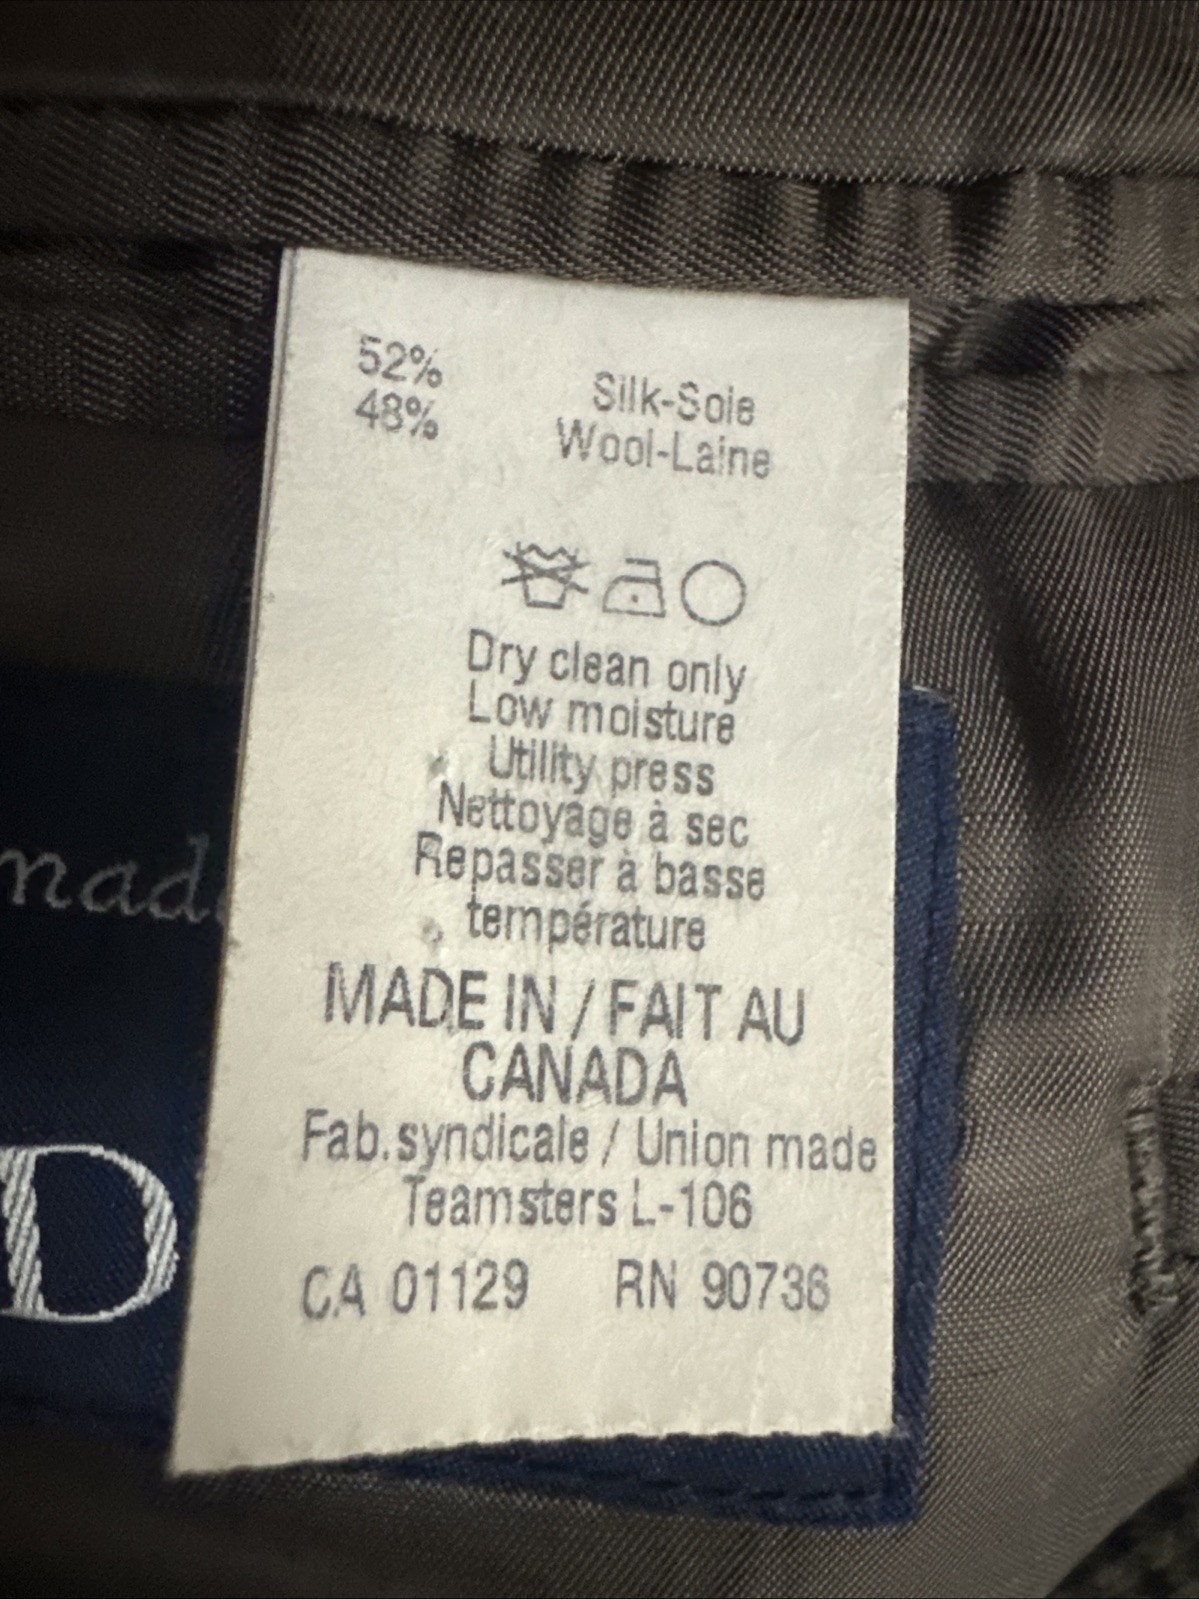 52% Silk-Soie
48% Wool-Laine
Dry clean only
Low moisture
Utility press
Nettoyage à sec
Repasser à basse
température
MADE IN / FAIT AU
CANADA
Fab.syndicale / Union made
Teamsters L-106
CA 01129 RN 90736
made
D